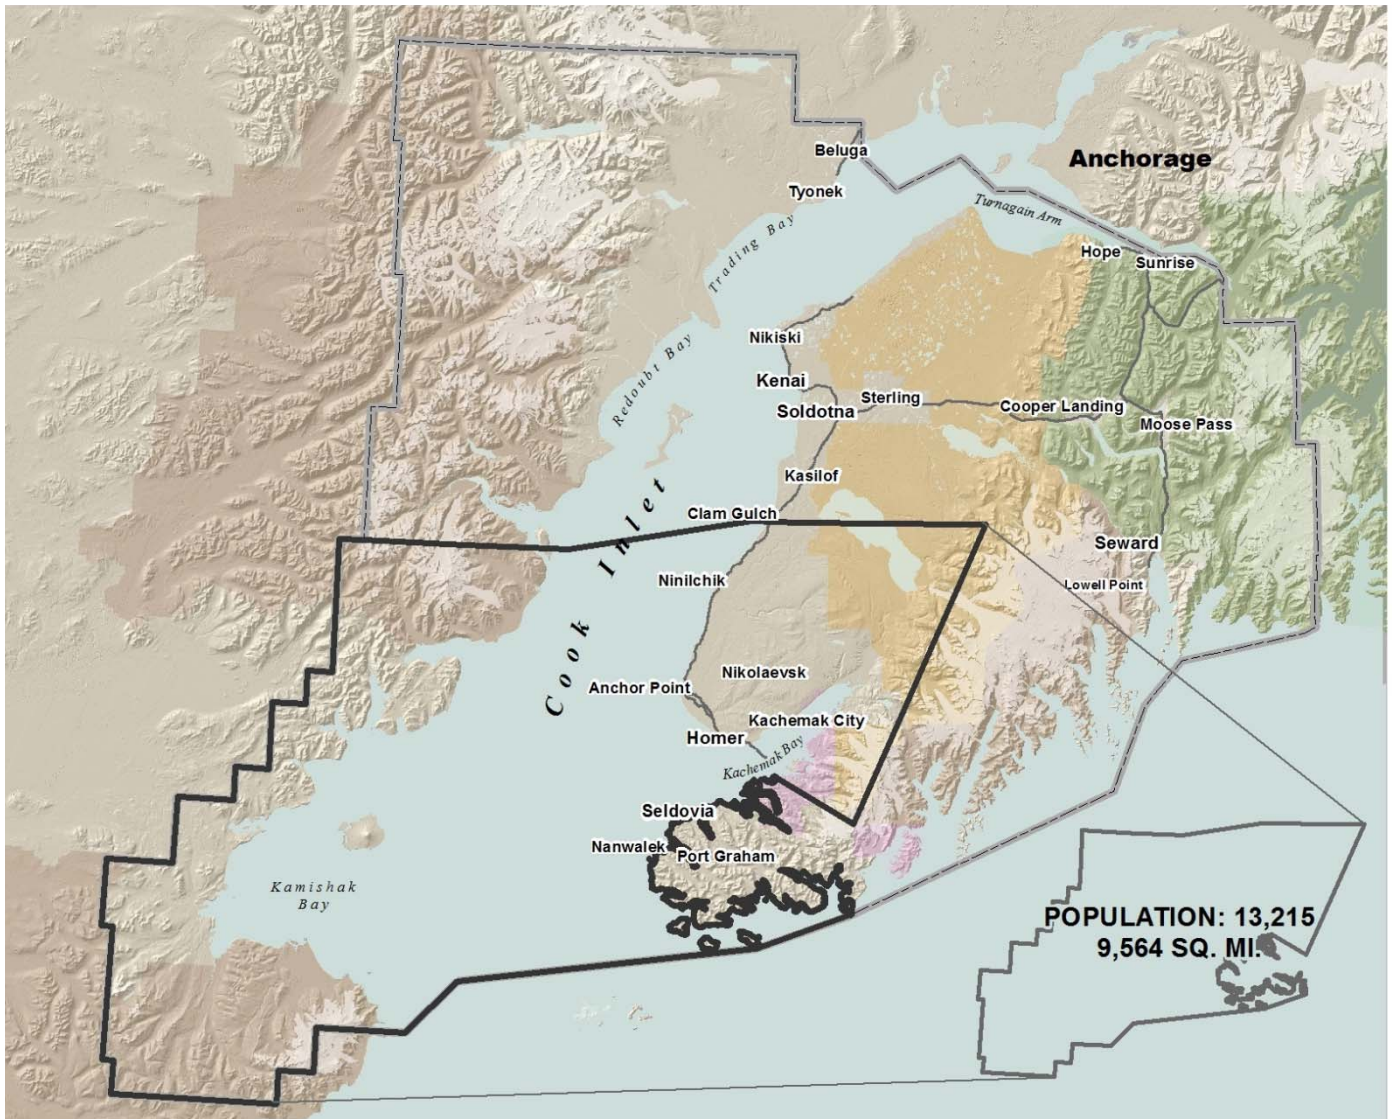 Beluga
Anchorage
Tyonek
Turnagain Arm
Trading Bay
Hope
Sunrise
Nikiski
Redoubt Bay
Kenai
Sterling
Soldotna
Cooper Landing
Moose Pass
Kasilof
Clam Gulch
Cook Inlet
Seward
Ninilchik
Lowell Point
Nikolaevsk
Anchor Point
Kachemak City
Homer
Kachemak Bay
Seldovia
Nanwalek
Port Graham
Kamishak
Bay
POPULATION: 13,215
9,564 SQ. MI.